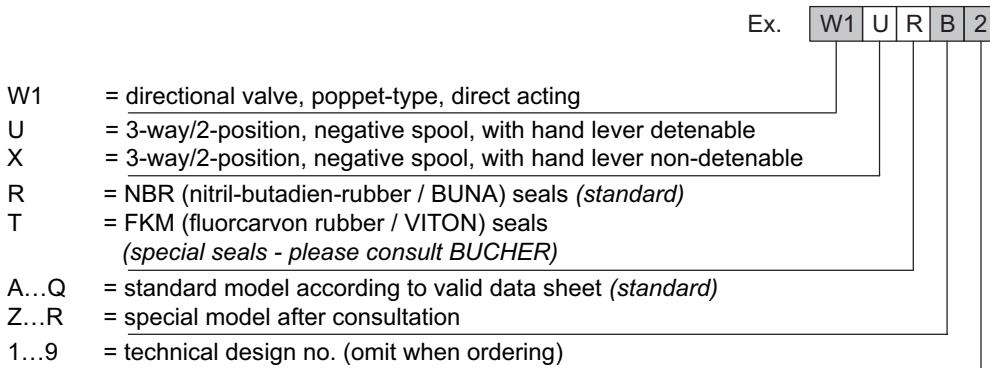 Ex. W1 U R B 2
W1 = directional valve, poppet-type, direct acting
U = 3-way/2-position, negative spool, with hand lever detenable
X = 3-way/2-position, negative spool, with hand lever non-detenable
R = NBR (nitril-butadien-rubber / BUNA) seals (standard)
T = FKM (fluorcarvon rubber / VITON) seals
(special seals - please consult BUCHER)
A…Q = standard model according to valid data sheet (standard)
Z…R = special model after consultation
1…9 = technical design no. (omit when ordering)